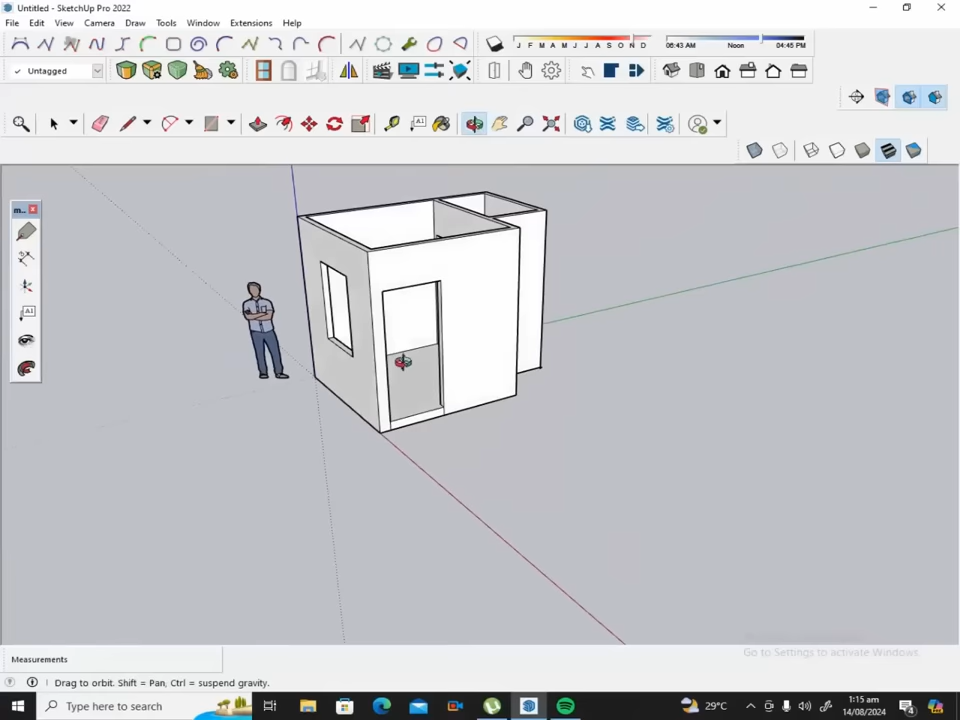 Untitled - SketchUp Pro 2022
File Edit View Camera Draw Tools Window Extensions Help
J F M A M J J A S O N D
06:43 AM Noon 04:45 PM
Untagged
m...
Measurements
Go to Settings to activate Windows.
Drag to orbit. Shift = Pan, Ctrl = suspend gravity.
Type here to search
29°C
1:15 am
14/08/2024
4